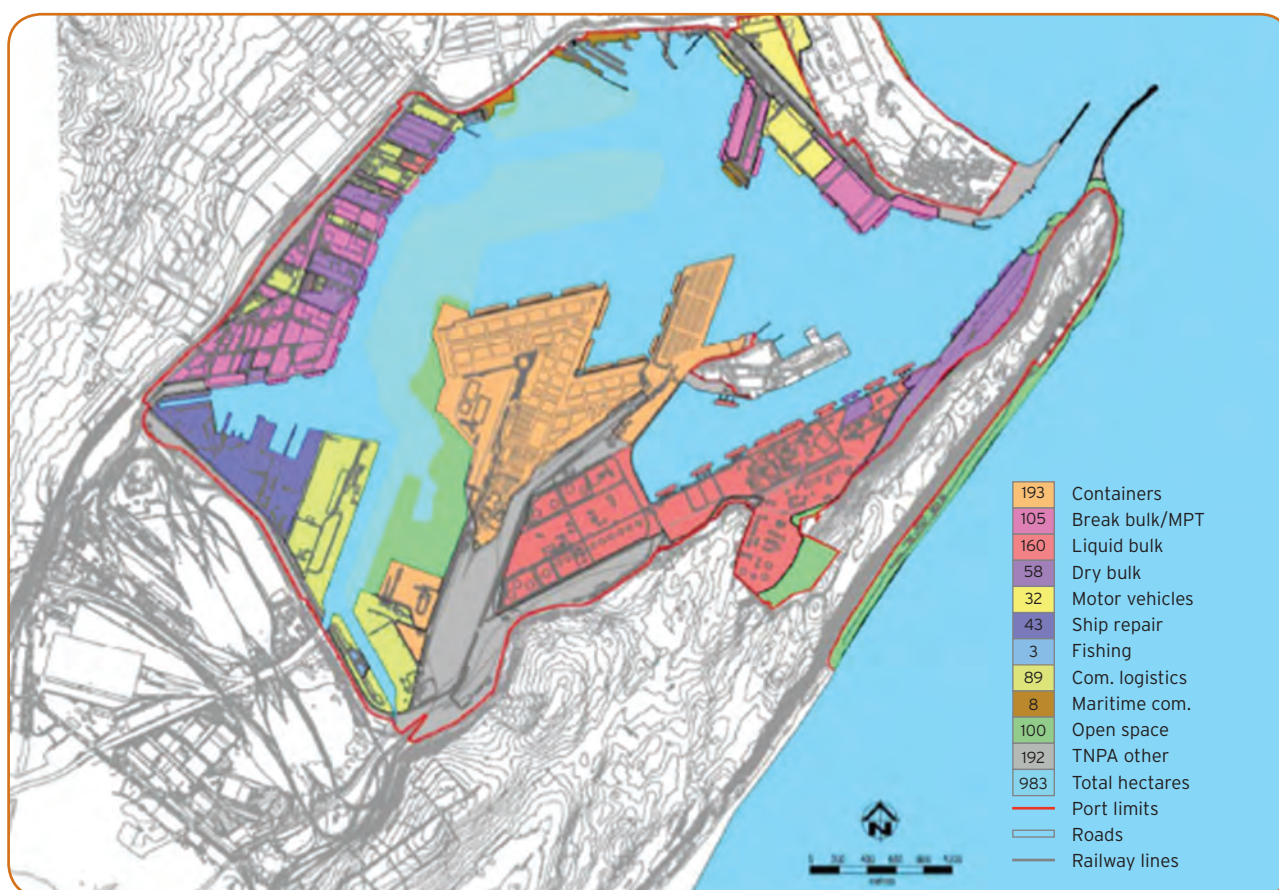 193 Containers
105 Break bulk/MPT
160 Liquid bulk
58 Dry bulk
32 Motor vehicles
43 Ship repair
3 Fishing
89 Com. logistics
8 Maritime com.
100 Open space
192 TNPA other
983 Total hectares
Port limits
Roads
Railway lines
N